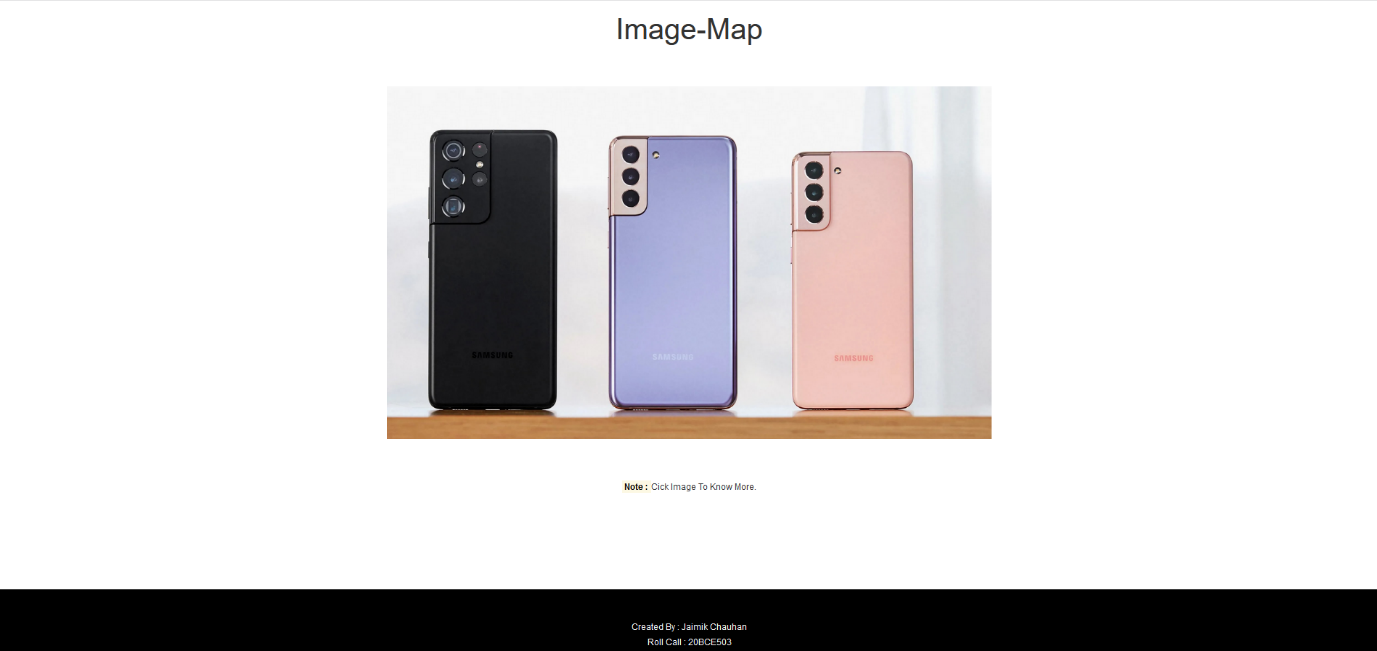 Image-Map
SAMSUNG
SAMSUNG
SAMSUNG
Note : Cick Image To Know More.
Created By : Jaimik Chauhan
Roll Call : 20BCE503